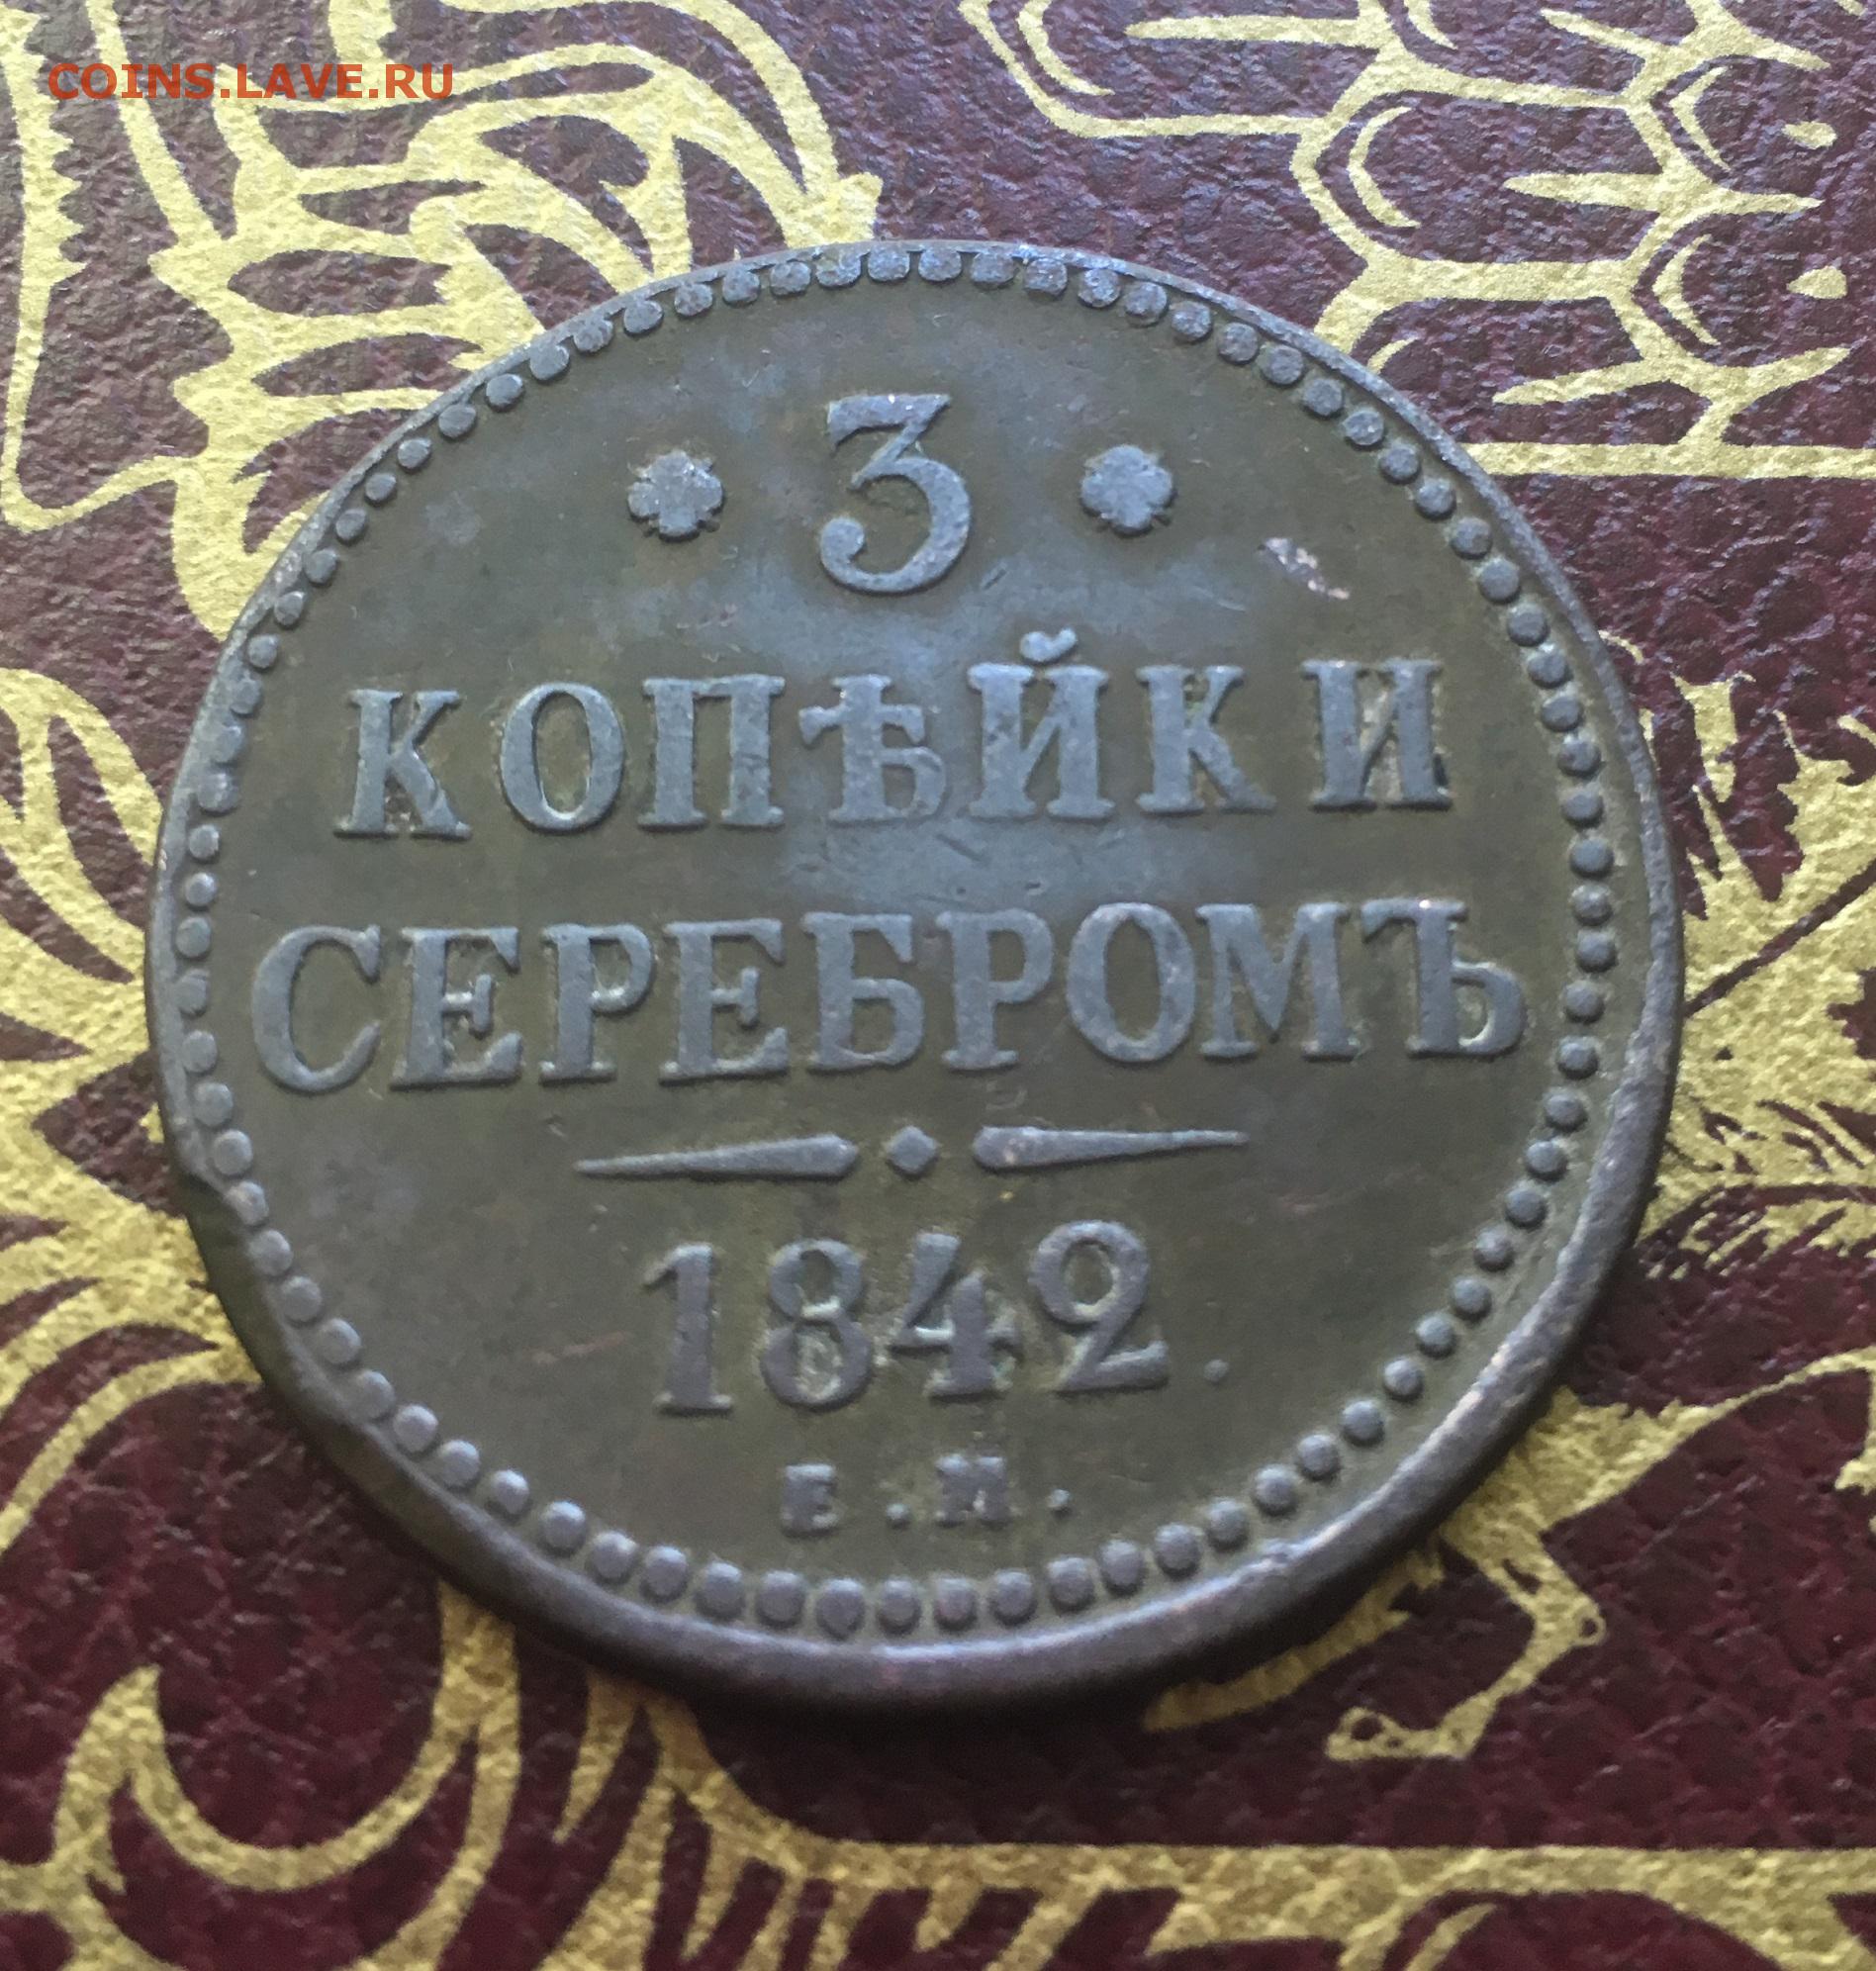 COINS.LAVE.RU
3
КОПѢЙКИ
СЕРЕБРОМЪ
1842.
Е.М.